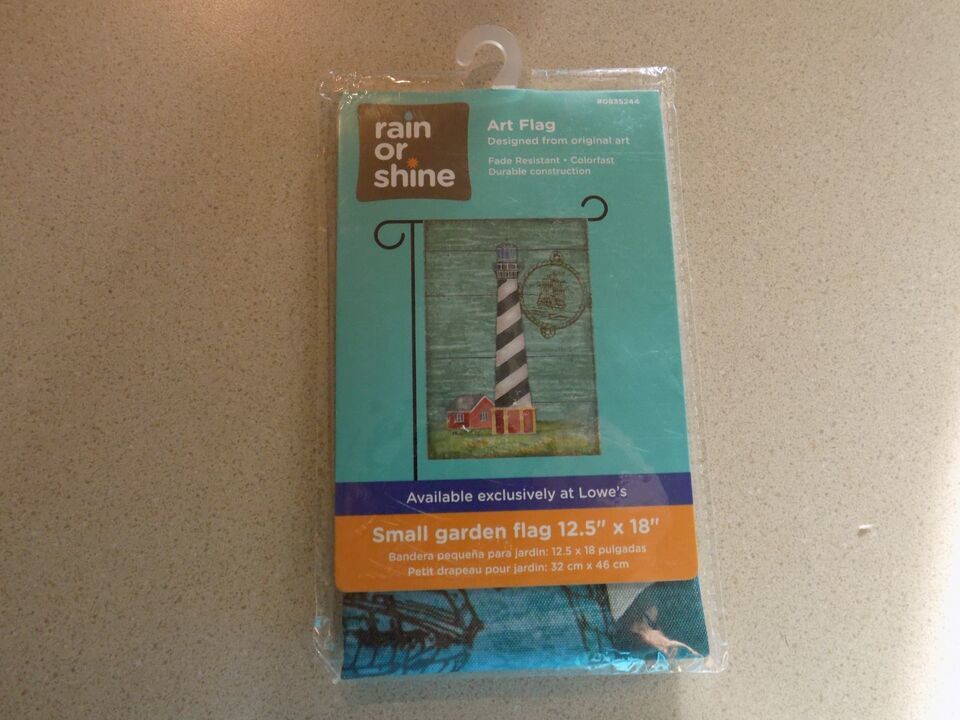 #0835244
rain
or
shine
Art Flag
Designed from original art
Fade Resistant • Colorfast
Durable construction
Available exclusively at Lowe's
Small garden flag 12.5" x 18"
Bandera pequeña para jardin: 12.5 x 18 pulgadas
Petit drapeau pour jardin: 32 cm x 46 cm